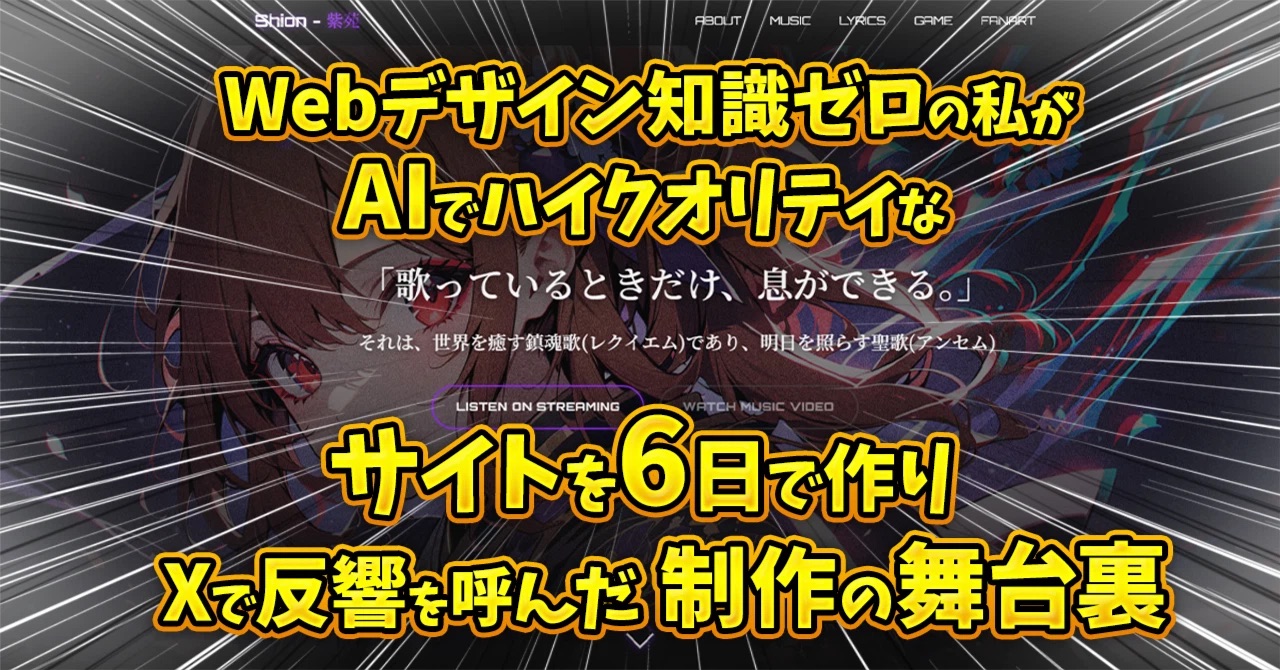 Shion - 紫苑
ABOUT MUSIC LYRICS GAME FANART
Webデザイン知識ゼロの私が
AIでハイクオリティな
「歌っているときだけ、息ができる。」
それは、世界を癒す鎮魂歌(レクイエム)であり、明日を照らす聖歌(アンセム)
LISTEN ON STREAMING WATCH MUSIC VIDEO
サイトを6日で作り
Xで反響を呼んだ 制作の舞台裏